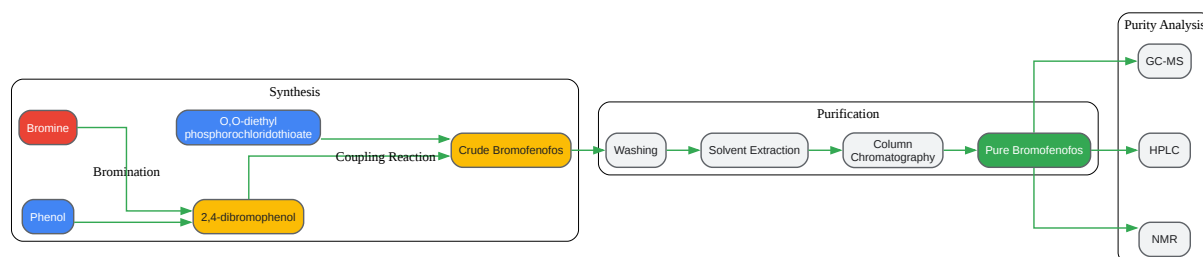 Synthesis
Bromine
O,O-diethyl
phosphorochloridothioate
Coupling Reaction
Crude Bromofenofos
Bromination
Phenol
2,4-dibromophenol
Purification
Washing
Solvent Extraction
Column
Chromatography
Pure Bromofenofos
Purity Analysis
GC-MS
HPLC
NMR